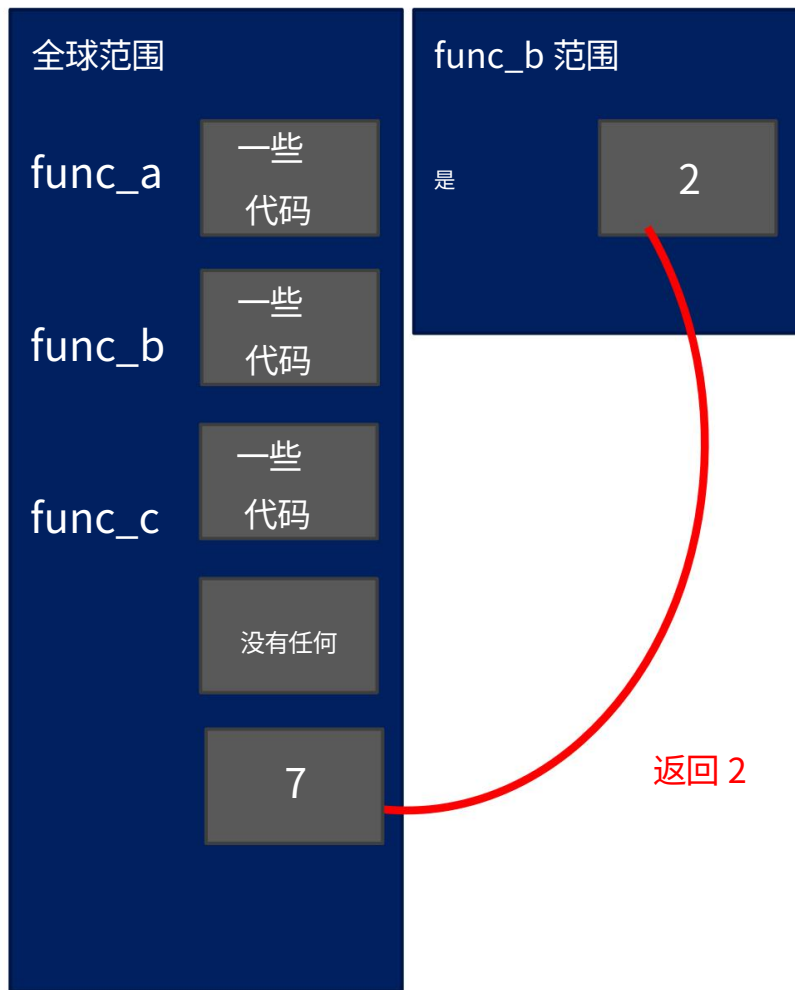 全球范围
func_a
一些
代码
func_b
一些
代码
func_c
一些
代码
没有任何
7
func_b 范围
是
2
返回 2